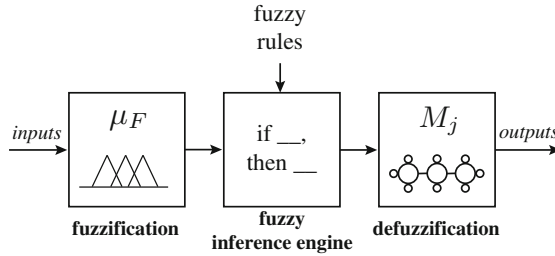 fuzzy
rules
inputs
μ_F
if __,
then __
M_j
outputs
fuzzification
fuzzy
inference engine
defuzzification